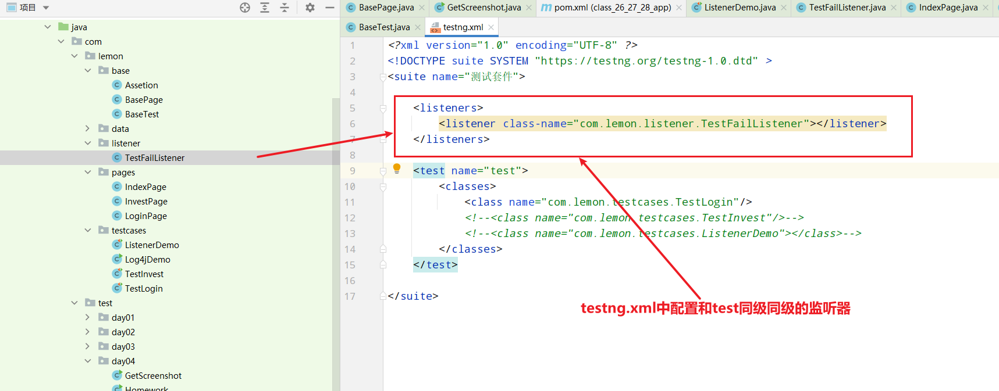 项目
BasePage.java
GetScreenshot.java
pom.xml (class_26_27_28_app)
ListenerDemo.java
TestFailListener.java
IndexPage.java
BaseTest.java
testng.xml
java
com
lemon
base
Assetion
BasePage
BaseTest
data
listener
TestFailListener
pages
IndexPage
InvestPage
LoginPage
testcases
ListenerDemo
Log4jDemo
TestInvest
TestLogin
test
day01
day02
day03
day04
GetScreenshot
Homework
1 <?xml version="1.0" encoding="UTF-8" ?>
2 <!DOCTYPE suite SYSTEM "https://testng.org/testng-1.0.dtd" >
3 <suite name="测试套件">
4
5 <listeners>
6 <listener class-name="com.lemon.listener.TestFailListener"></listener>
7 </listeners>
8
9 <test name="test">
10 <classes>
11 <class name="com.lemon.testcases.TestLogin"/>
12 <!--<class name="com.lemon.testcases.TestInvest"/>-->
13 <!--<class name="com.lemon.testcases.ListenerDemo"></class>-->
14 </classes>
15 </test>
16
17 </suite>
testng.xml中配置和test同级同级的监听器